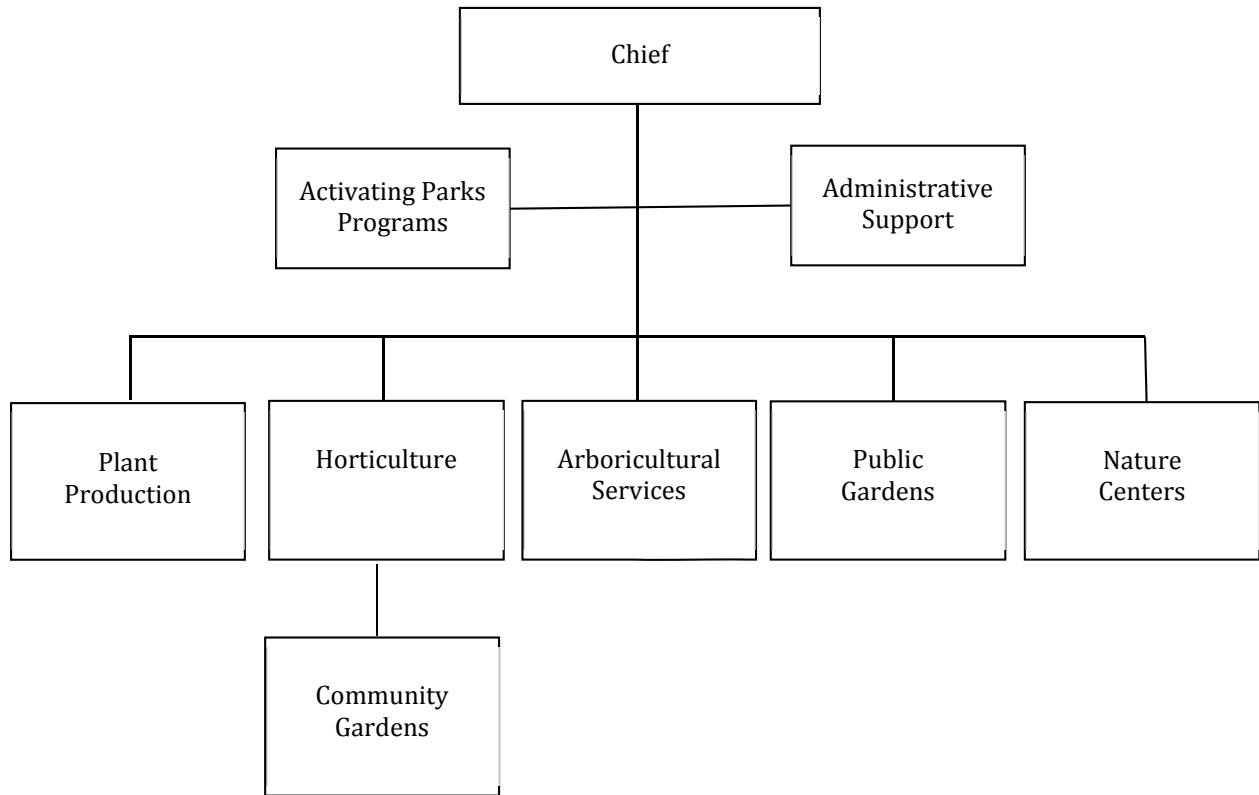 Chief
Activating Parks
Programs
Administrative
Support
Plant
Production
Horticulture
Arboricultural
Services
Public
Gardens
Nature
Centers
Community
Gardens